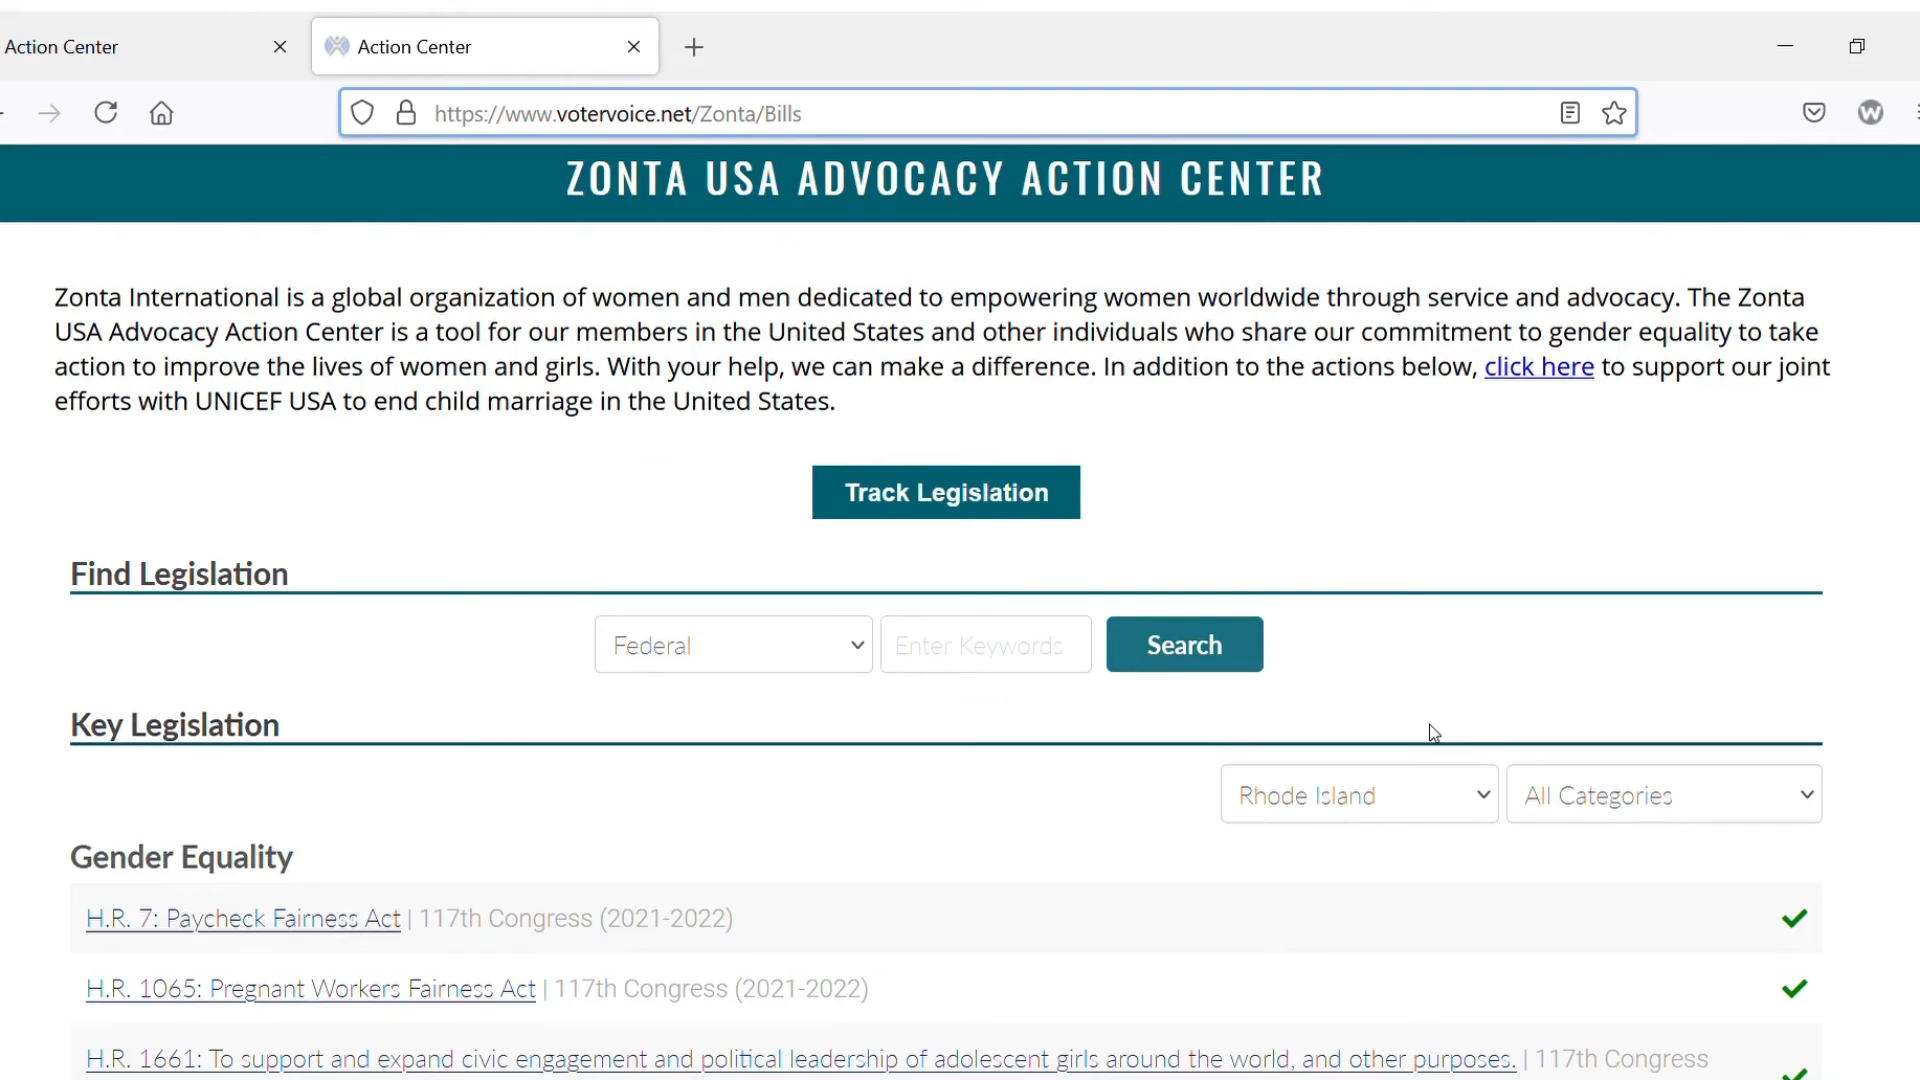 Action Center
Action Center
https://www.votervoice.net/Zonta/Bills
W
ZONTA USA ADVOCACY ACTION CENTER
Zonta International is a global organization of women and men dedicated to empowering women worldwide through service and advocacy. The Zonta
USA Advocacy Action Center is a tool for our members in the United States and other individuals who share our commitment to gender equality to take
action to improve the lives of women and girls. With your help, we can make a difference. In addition to the actions below, click here to support our joint
efforts with UNICEF USA to end child marriage in the United States.
Track Legislation
Find Legislation
Federal Enter Keywords Search
Key Legislation
Rhode Island All Categories
Gender Equality
H.R. 7: Paycheck Fairness Act | 117th Congress (2021-2022)
H.R. 1065: Pregnant Workers Fairness Act | 117th Congress (2021-2022)
H.R. 1661: To support and expand civic engagement and political leadership of adolescent girls around the world, and other purposes. | 117th Congress